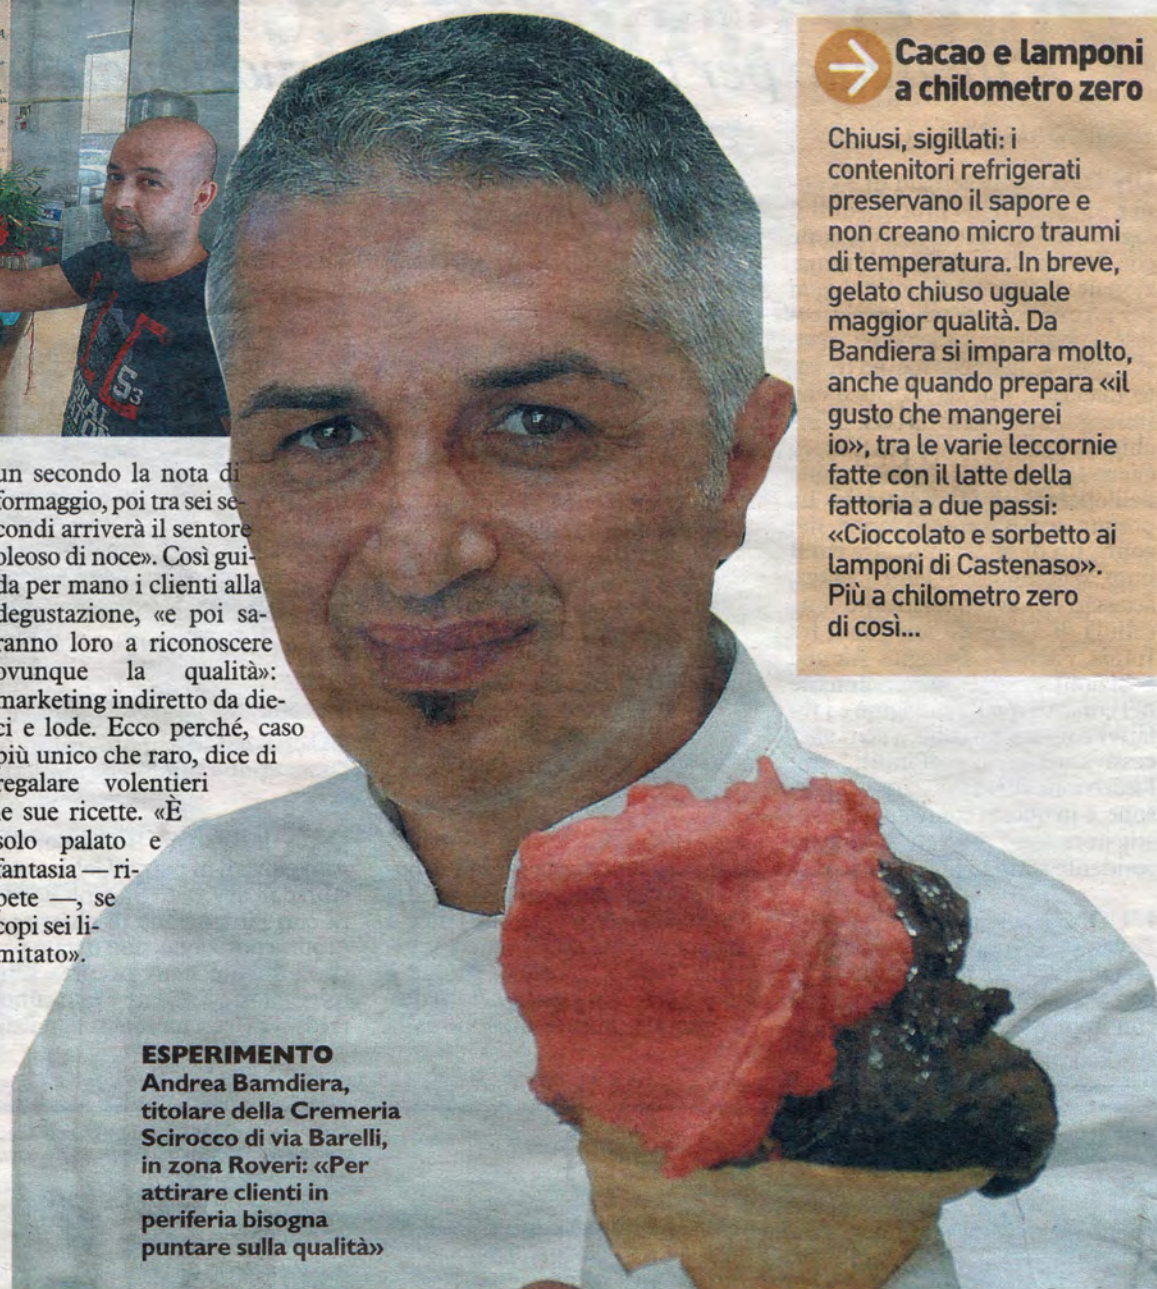 un secondo la nota di
formaggio, poi tra sei se-
condi arriverà il sentore
oleoso di noce». Così gui-
da per mano i clienti alla
degustazione, «e poi sa-
ranno loro a riconoscere
ovunque la qualità»:
marketing indiretto da die-
ci e lode. Ecco perché, caso
più unico che raro, dice di
regalare volentieri
le sue ricette. «È
solo palato e
fantasia — ri-
pete —, se
copi sei li-
mitato».
ESPERIMENTO
Andrea Bamdiera,
titolare della Cremeria
Scirocco di via Barelli,
in zona Roveri: «Per
attirare clienti in
periferia bisogna
puntare sulla qualità»
Cacao e lamponi
a chilometro zero
Chiusi, sigillati: i
contenitori refrigerati
preservano il sapore e
non creano micro traumi
di temperatura. In breve,
gelato chiuso uguale
maggior qualità. Da
Bandiera si impara molto,
anche quando prepara «il
gusto che mangerei
io», tra le varie leccornie
fatte con il latte della
fattoria a due passi:
«Cioccolato e sorbetto ai
lamponi di Castenaso».
Più a chilometro zero
di così...